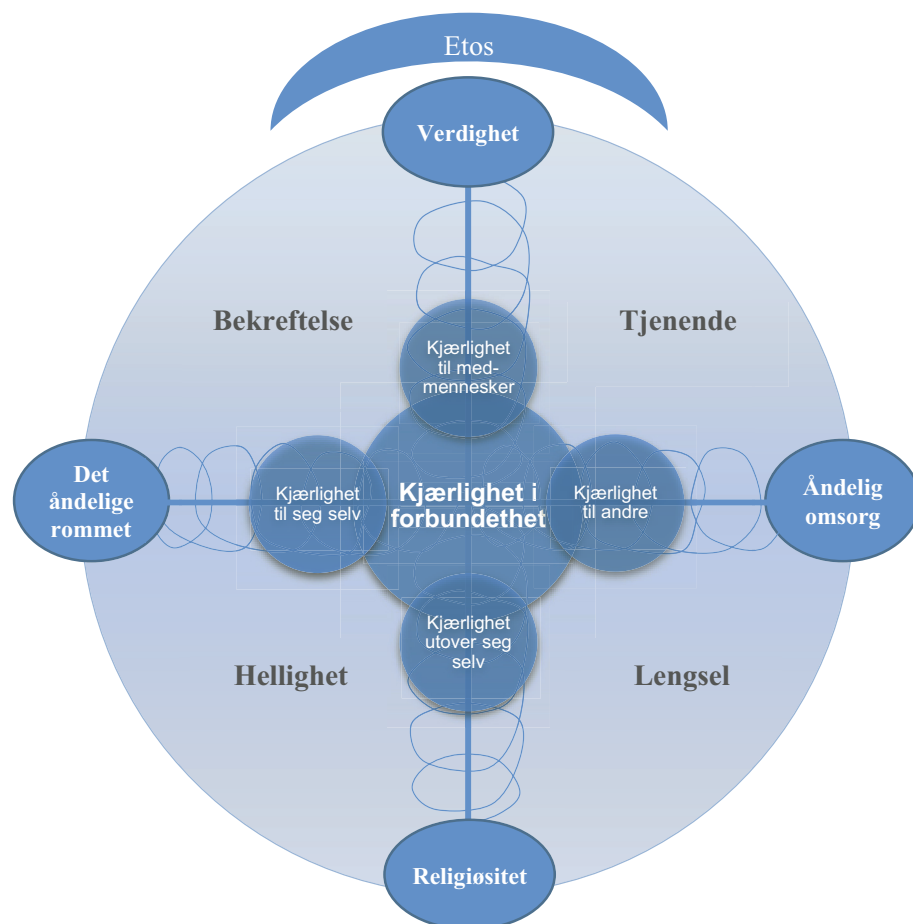 Etos
Verdighet
Bekreftelse
Tjenende
Kjærlighet
til med-
mennesker
Det
åndelige
rommet
Kjærlighet
til seg selv
Kjærlighet i
forbundethet
Kjærlighet
til andre
Åndelig
omsorg
Kjærlighet
utover seg
selv
Hellighet
Lengsel
Religiøsitet